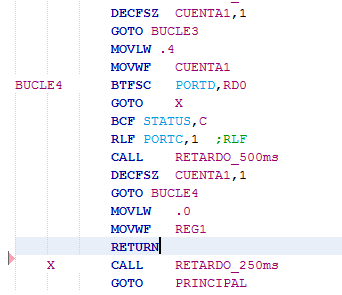 DECFSZ CUENTA1,1
GOTO BUCLE3
MOVLW .4
MOVWF CUENTA1
BUCLE4 BTFSC PORTD,RD0
GOTO X
BCF STATUS,C
RLF PORTC,1 ;RLF
CALL RETARDO_500ms
DECFSZ CUENTA1,1
GOTO BUCLE4
MOVLW .0
MOVWF REG1
RETURN
X CALL RETARDO_250ms
GOTO PRINCIPAL